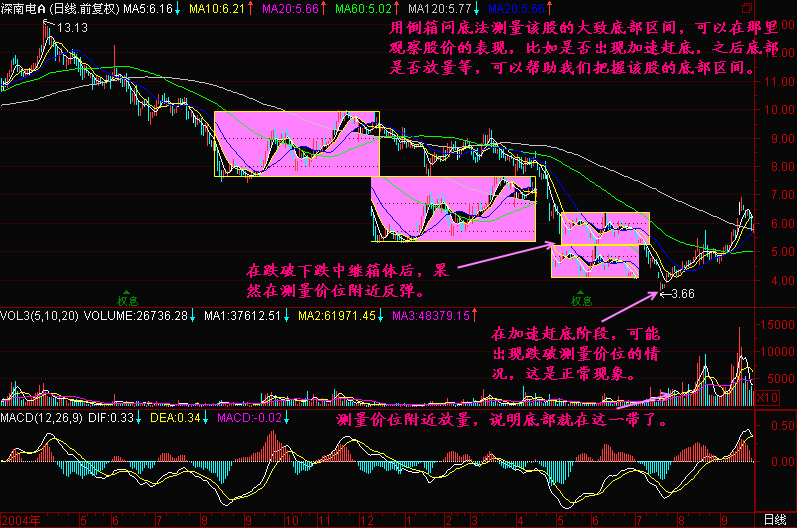 深南电A (日线.前复权) MA5:6.16↓ MA10:6.21↑ MA20:5.66↑ MA60:5.02↑ MA120:5.77↓ MA20:5.66↑
13.13
用倒箱问底法测量该股的大致底部区间，可以在那里
观察股价的表现，比如是否出现加速赶底，之后底部
是否放量等，可以帮助我们把握该股的底部区间。
12.00
11.00
10.00
9.00
8.00
7.00
6.00
5.00
4.00
在跌破下跌中继箱体后，果
然在测量价位附近反弹。
3.66
权息
权息
VOL3(5,10,20) VOLUME:26736.28↓ MA1:37612.51↓ MA2:61971.45↓ MA3:48379.15↑
15000
10000
5000
X10
在加速赶底阶段，可能
出现跌破测量价位的情
况，这是正常现象。
MACD(12,26,9) DIF:0.33↓ DEA:0.34↓ MACD:-0.02↓
测量价位附近放量，说明底部就在这一带了。
0.50
0.00
2004年 5 6 7 8 9 10 11 12 1 2 3 4 5 6 7 8 9 日线